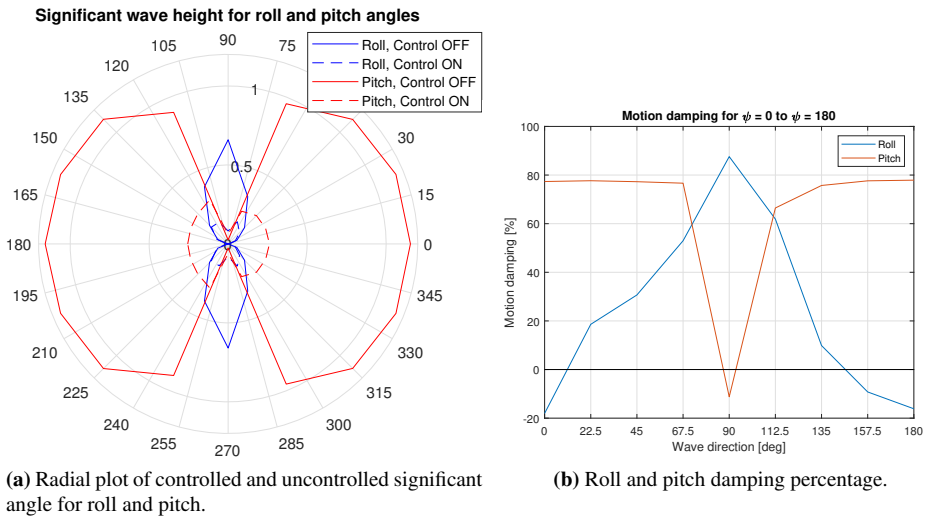 Significant wave height for roll and pitch angles
90
105
75
120
135
150
165
180
195
210
225
240
255
270
285
300
315
330
345
0
15
30
1
0.5
0
Roll, Control OFF
Roll, Control ON
Pitch, Control OFF
Pitch, Control ON
(a) Radial plot of controlled and uncontrolled significant
angle for roll and pitch.
Motion damping for ψ = 0 to ψ = 180
Roll
Pitch
Motion damping [%]
100
80
60
40
20
0
-20
0 22.5 45 67.5 90 112.5 135 157.5 180
Wave direction [deg]
(b) Roll and pitch damping percentage.